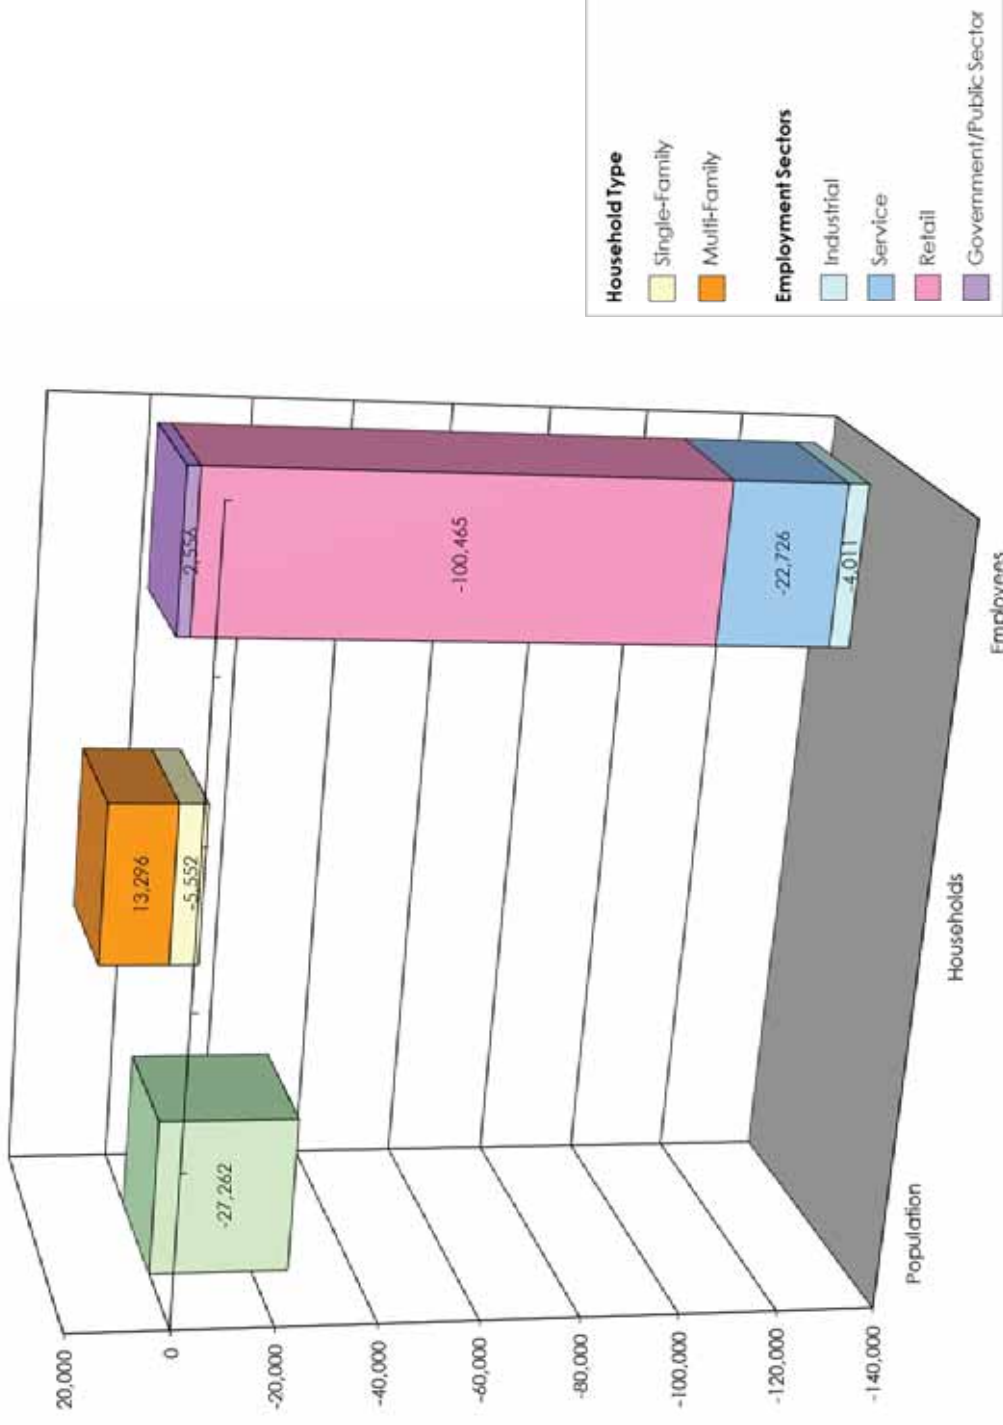 20,000
0
-20,000
-40,000
-60,000
-80,000
-100,000
-120,000
-140,000
-27,262
13,296
-5,552
2,556
-100,465
-22,726
-4,011
Population
Households
Employees
Household Type
Single-Family
Multi-Family
Employment Sectors
Industrial
Service
Retail
Government/Public Sector